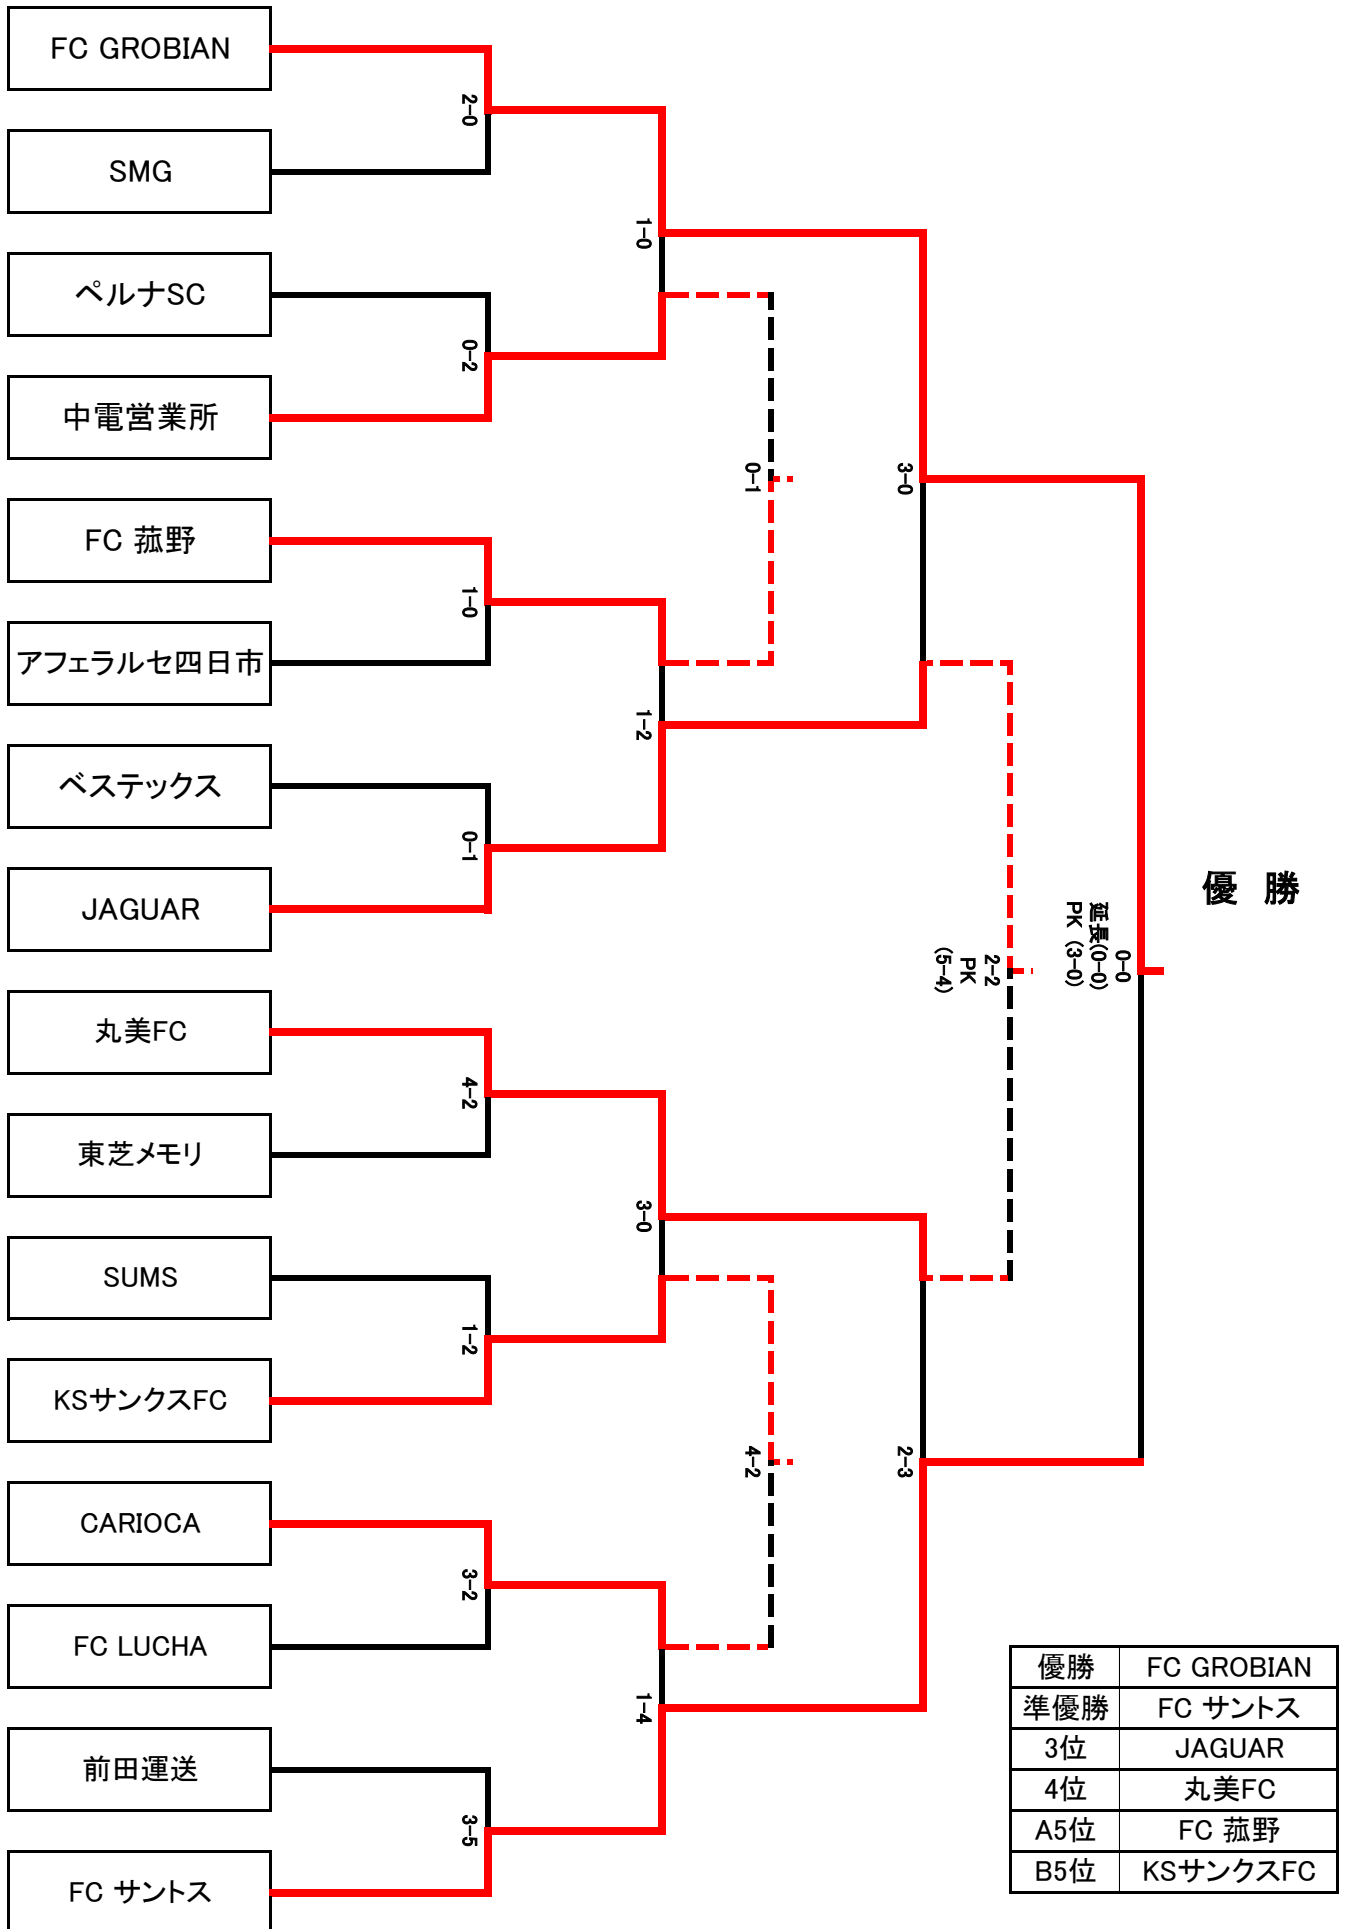 FC GROBIAN
2-0
SMG
1-0
ペルナSC
0-2
中電営業所
0-1
3-0
FC 菰野
1-0
アフェラルセ四日市
1-2
ベステックス
0-1
JAGUAR
優 勝
0-0
延長(0-0)
PK (3-0)
2-2
PK
(5-4)
丸美FC
4-2
東芝メモリ
3-0
SUMS
1-2
KSサンクスFC
4-2
2-3
CARIOCA
3-2
FC LUCHA
1-4
前田運送
3-5
FC サントス
優勝 FC GROBIAN
準優勝 FC サントス
3位 JAGUAR
4位 丸美FC
A5位 FC 菰野
B5位 KSサンクスFC